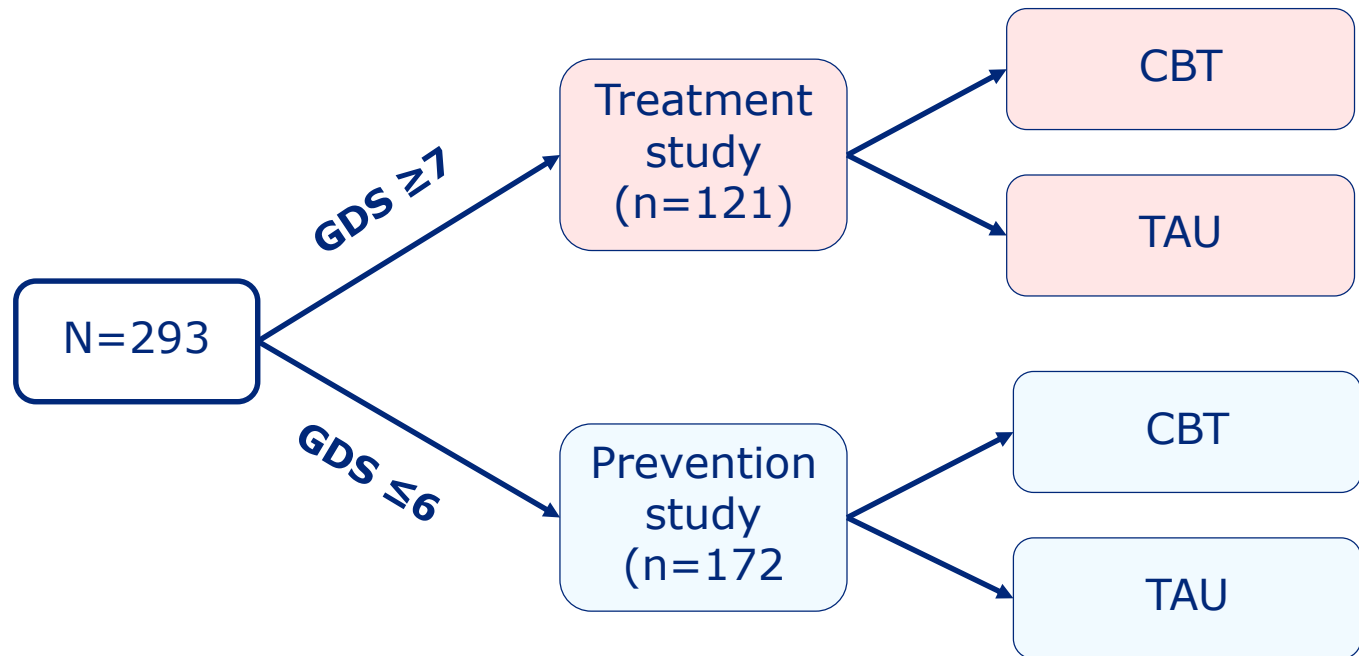 N=293
GDS ≥7
GDS ≤6
Treatment
study
(n=121)
CBT
TAU
Prevention
study
(n=172
CBT
TAU